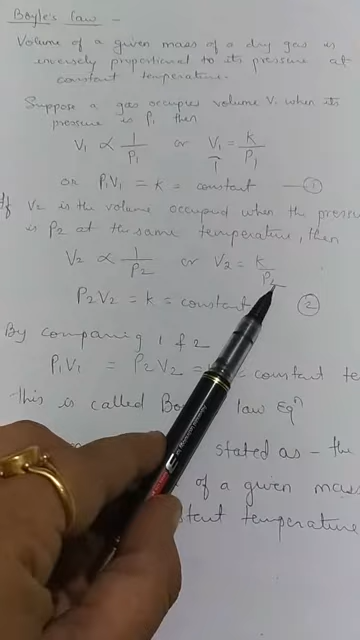 Boyle's law -
Volume of a given mass of a dry gas is
inversely proportional to its pressure at
constant temperature.
Suppose a gas occupies volume V₁ when its
pressure is P₁ then
V₁ ∝ 1/P₁ or V₁ = k/P₁
or P₁V₁ = k = constant — ①
If V₂ is the volume occupied when the pressure
is P₂ at the same temperature, then
V₂ ∝ 1/P₂ or V₂ = k/P₂
P₂V₂ = k = constant ②
By comparing 1 & 2
P₁V₁ = P₂V₂ = constant te
This is called Bo law Eqⁿ
stated as - the
of a given mass
stant temperature